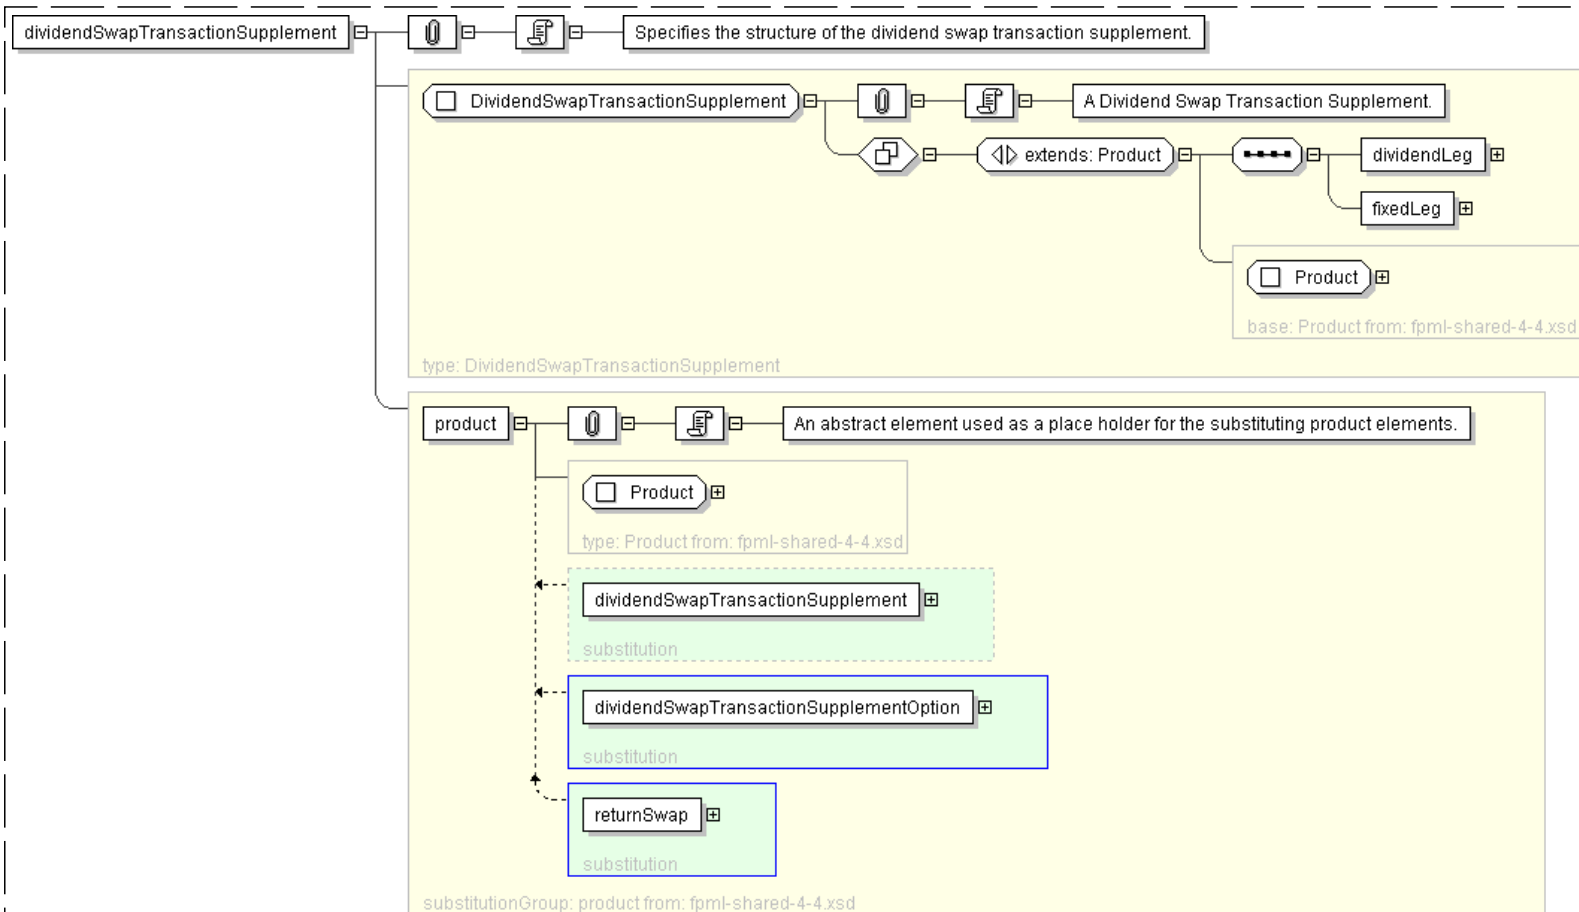 dividendSwapTransactionSupplement
Specifies the structure of the dividend swap transaction supplement.
DividendSwapTransactionSupplement
A Dividend Swap Transaction Supplement.
extends: Product
dividendLeg
fixedLeg
Product
base: Product from: fpml-shared-4-4.xsd
type: DividendSwapTransactionSupplement
product
An abstract element used as a place holder for the substituting product elements.
Product
type: Product from: fpml-shared-4-4.xsd
dividendSwapTransactionSupplement
substitution
dividendSwapTransactionSupplementOption
substitution
returnSwap
substitution
substitutionGroup: product from: fpml-shared-4-4.xsd